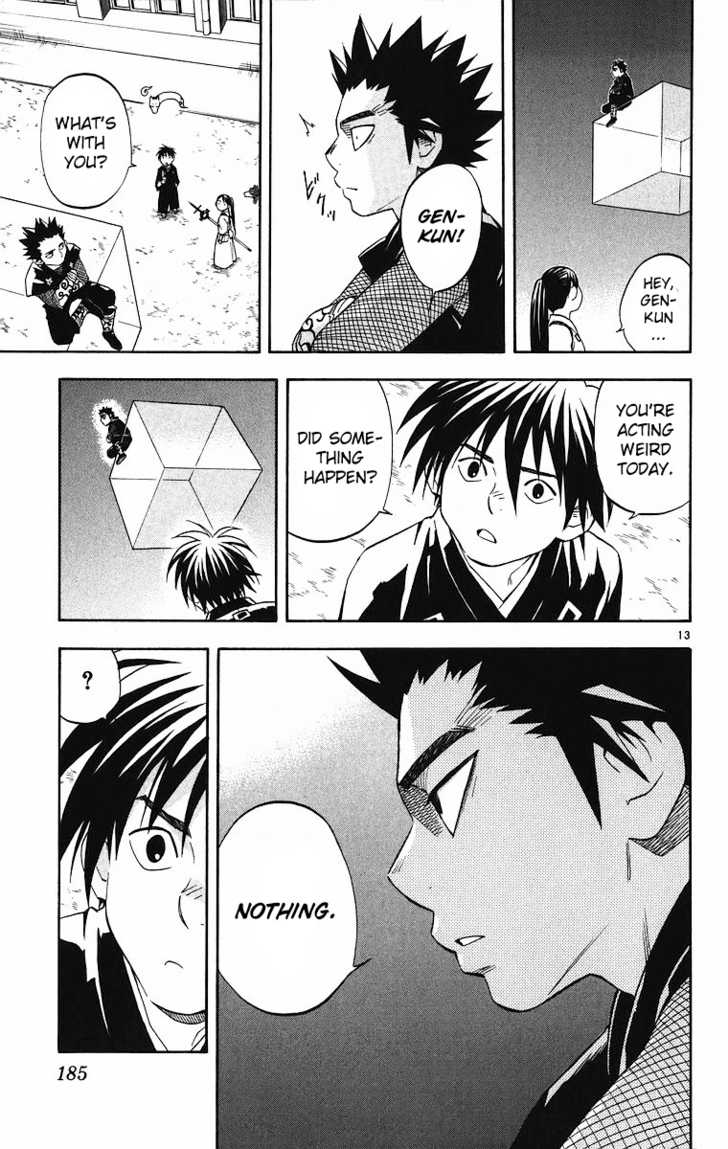 HEY,
GEN-
KUN
...
GEN-
KUN!
WHAT'S
WITH
YOU?
YOU'RE
ACTING
WEIRD
TODAY.
DID SOME-
THING
HAPPEN?
13
NOTHING.
?
185